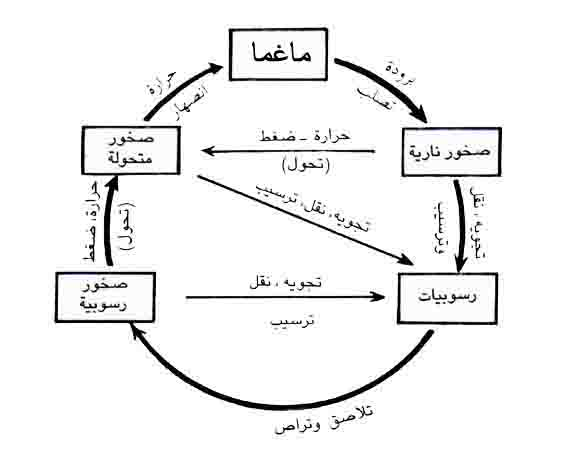 ماغما
برودة
تصلب
حرارة
انصهار
صخور نارية
صخور
متحولة
حرارة - ضغط
(تحول)
تجويه، نقل
وترسيب
تجويه، نقل، ترسيب
حرارة، ضغط
(تحول)
صخور
رسوبية
رسوبيات
تجويه، نقل
ترسيب
تلاصق وتراص